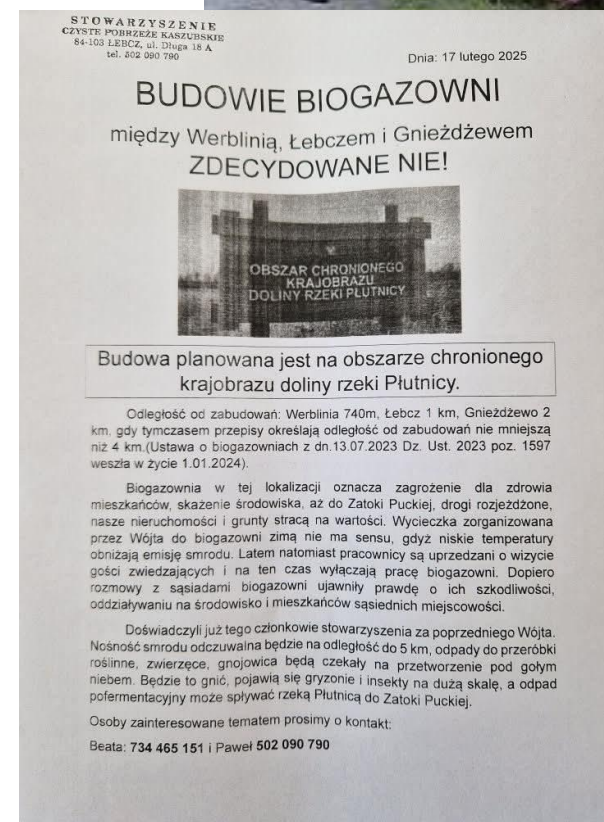 STOWARZYSZENIE
CZYSTE POBRZEŻE KASZUBSKIE
84-103 ŁEBCZ, ul. Długa 18 A
tel. 502 090 790
Dnia: 17 lutego 2025
BUDOWIE BIOGAZOWNI
między Werblinią, Łebczem i Gnieżdżewem
ZDECYDOWANE NIE!
OBSZAR CHRONIONEGO
KRAJOBRAZU
DOLINY RZEKI PŁUTNICY
Budowa planowana jest na obszarze chronionego
krajobrazu doliny rzeki Płutnicy.
Odległość od zabudowań: Werblinia 740m, Łebcz 1 km, Gnieżdżewo 2
km, gdy tymczasem przepisy określają odległość od zabudowań nie mniejszą
niż 4 km.(Ustawa o biogazowniach z dn.13.07.2023 Dz. Ust. 2023 poz. 1597
weszła w życie 1.01.2024).
Biogazownia w tej lokalizacji oznacza zagrożenie dla zdrowia
mieszkańców, skażenie środowiska, aż do Zatoki Puckiej, drogi rozjeżdżone,
nasze nieruchomości i grunty stracą na wartości. Wycieczka zorganizowana
przez Wójta do biogazowni zimą nie ma sensu, gdyż niskie temperatury
obniżają emisję smrodu. Latem natomiast pracownicy są uprzedzani o wizycie
gości zwiedzających i na ten czas wyłączają pracę biogazowni. Dopiero
rozmowy z sąsiadami biogazowni ujawniły prawdę o ich szkodliwości,
oddziaływaniu na środowisko i mieszkańców sąsiednich miejscowości.
Doświadczyli już tego członkowie stowarzyszenia za poprzedniego Wójta.
Nośność smrodu odczuwalna będzie na odległość do 5 km, odpady do przeróbki
roślinne, zwierzęce, gnojowica będą czekały na przetworzenie pod gołym
niebem. Będzie to gnić, pojawią się gryzonie i insekty na dużą skalę, a odpad
pofermentacyjny może spływać rzeką Płutnicą do Zatoki Puckiej.
Osoby zainteresowane tematem prosimy o kontakt:
Beata: 734 465 151 i Paweł 502 090 790